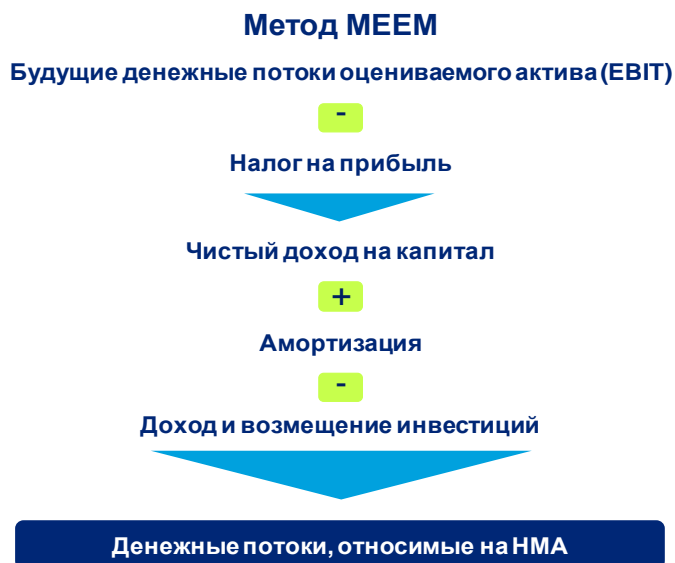 Метод MEEM
Будущие денежные потоки оцениваемого актива (EBIT)
-
Налог на прибыль
Чистый доход на капитал
+
Амортизация
-
Доход и возмещение инвестиций
Денежные потоки, относимые на НМА